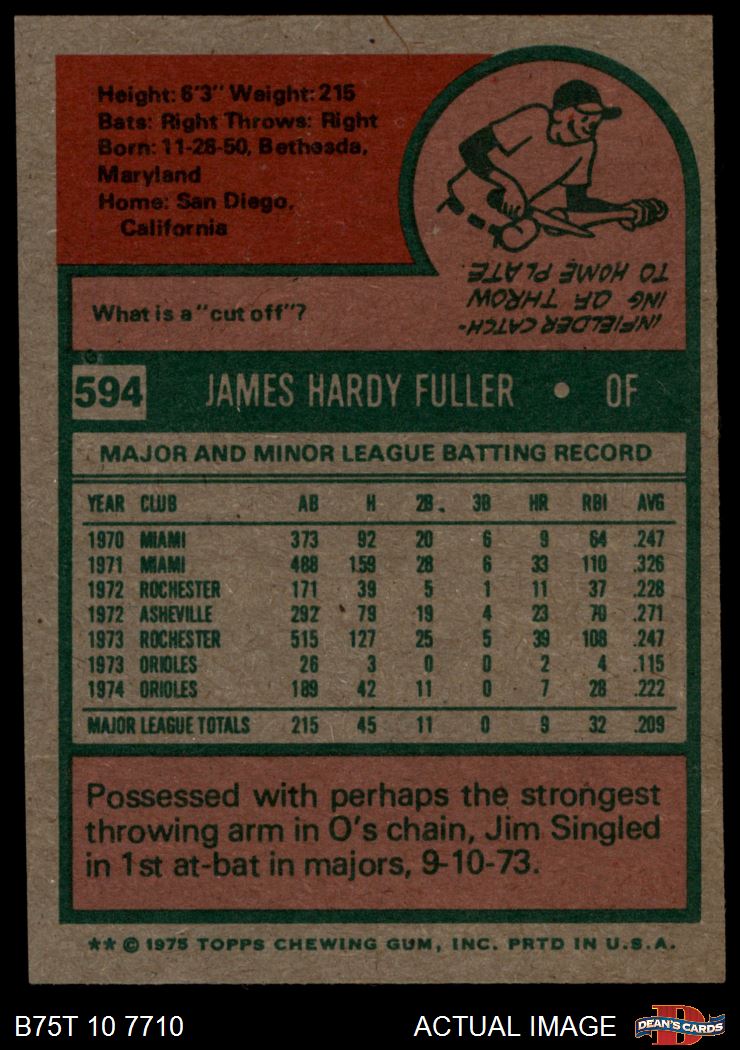 Height: 6'3" Weight: 215
Bats: Right Throws: Right
Born: 11-28-50, Bethesda,
Maryland
Home: San Diego,
California
What is a "cut off"?
INFIELDER CATCH-
ING OF THROW
TO HOME PLATE.
594 JAMES HARDY FULLER • OF
MAJOR AND MINOR LEAGUE BATTING RECORD
YEAR CLUB AB H 2B. 3B HR RBI AVG
1970 MIAMI 373 92 20 6 9 64 .247
1971 MIAMI 488 159 28 6 33 110 .326
1972 ROCHESTER 171 39 5 1 11 37 .228
1972 ASHEVILLE 292 79 19 4 23 70 .271
1973 ROCHESTER 515 127 25 5 39 108 .247
1973 ORIOLES 26 3 0 0 2 4 .115
1974 ORIOLES 189 42 11 0 7 28 .222
MAJOR LEAGUE TOTALS 215 45 11 0 9 32 .209
Possessed with perhaps the strongest
throwing arm in O's chain, Jim Singled
in 1st at-bat in majors, 9-10-73.
** © 1975 TOPPS CHEWING GUM, INC. PRTD IN U.S.A.
B75T 10 7710 ACTUAL IMAGE D DEAN'S CARDS